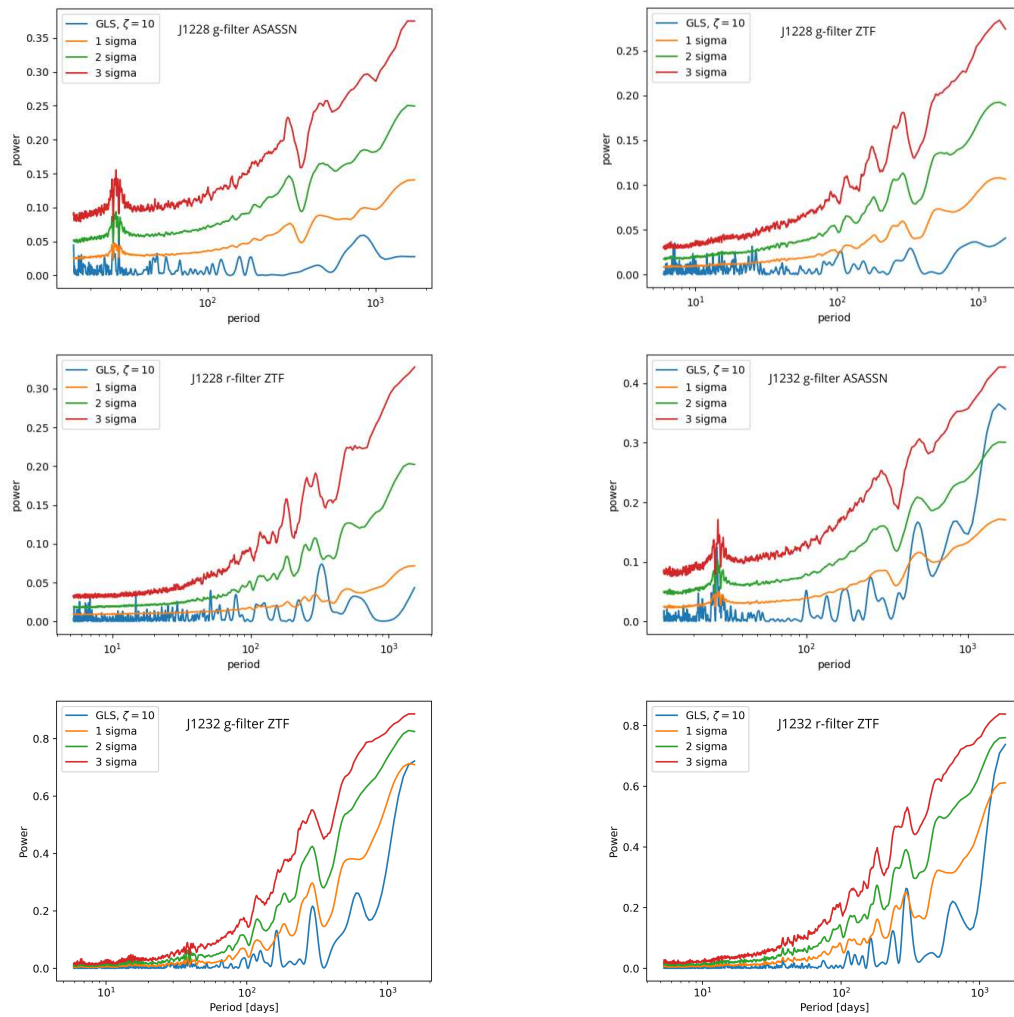 J1228 g-filter ASASSN
GLS, ζ = 10
1 sigma
2 sigma
3 sigma
0.35
0.30
0.25
0.20
0.15
0.10
0.05
0.00
power
10²
10³
period
J1228 g-filter ZTF
GLS, ζ = 10
1 sigma
2 sigma
3 sigma
0.25
0.20
0.15
0.10
0.05
0.00
power
10¹
10²
10³
period
J1228 r-filter ZTF
GLS, ζ = 10
1 sigma
2 sigma
3 sigma
0.30
0.25
0.20
0.15
0.10
0.05
0.00
power
10¹
10²
10³
period
J1232 g-filter ASASSN
GLS, ζ = 10
1 sigma
2 sigma
3 sigma
0.4
0.3
0.2
0.1
0.0
power
10²
10³
period
J1232 g-filter ZTF
GLS, ζ = 10
1 sigma
2 sigma
3 sigma
0.8
0.6
0.4
0.2
0.0
Power
10¹
10²
10³
Period [days]
J1232 r-filter ZTF
GLS, ζ = 10
1 sigma
2 sigma
3 sigma
0.8
0.6
0.4
0.2
0.0
Power
10¹
10²
10³
Period [days]